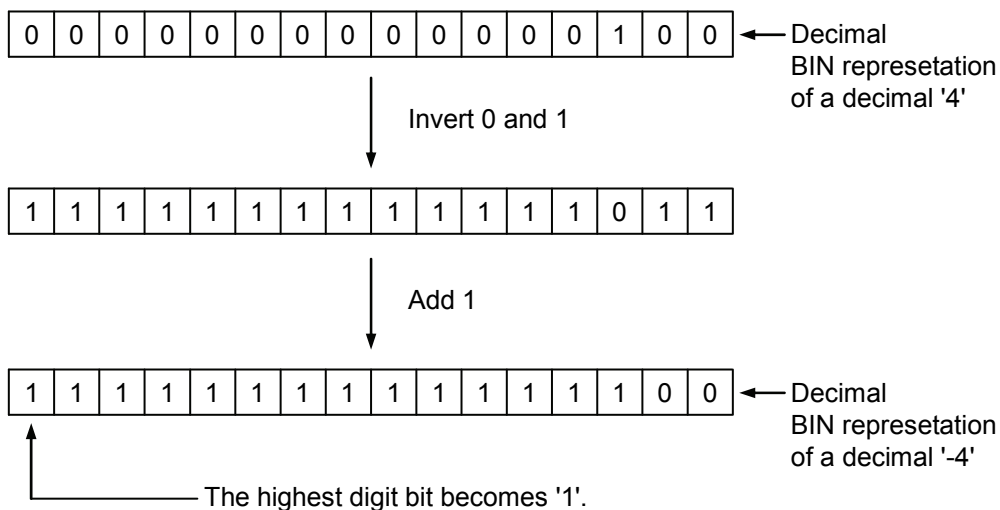 0 0 0 0 0 0 0 0 0 0 0 0 0 1 0 0
Decimal
BIN represetation
of a decimal '4'
Invert 0 and 1
1 1 1 1 1 1 1 1 1 1 1 1 1 0 1 1
Add 1
1 1 1 1 1 1 1 1 1 1 1 1 1 1 0 0
Decimal
BIN represetation
of a decimal '-4'
The highest digit bit becomes '1'.